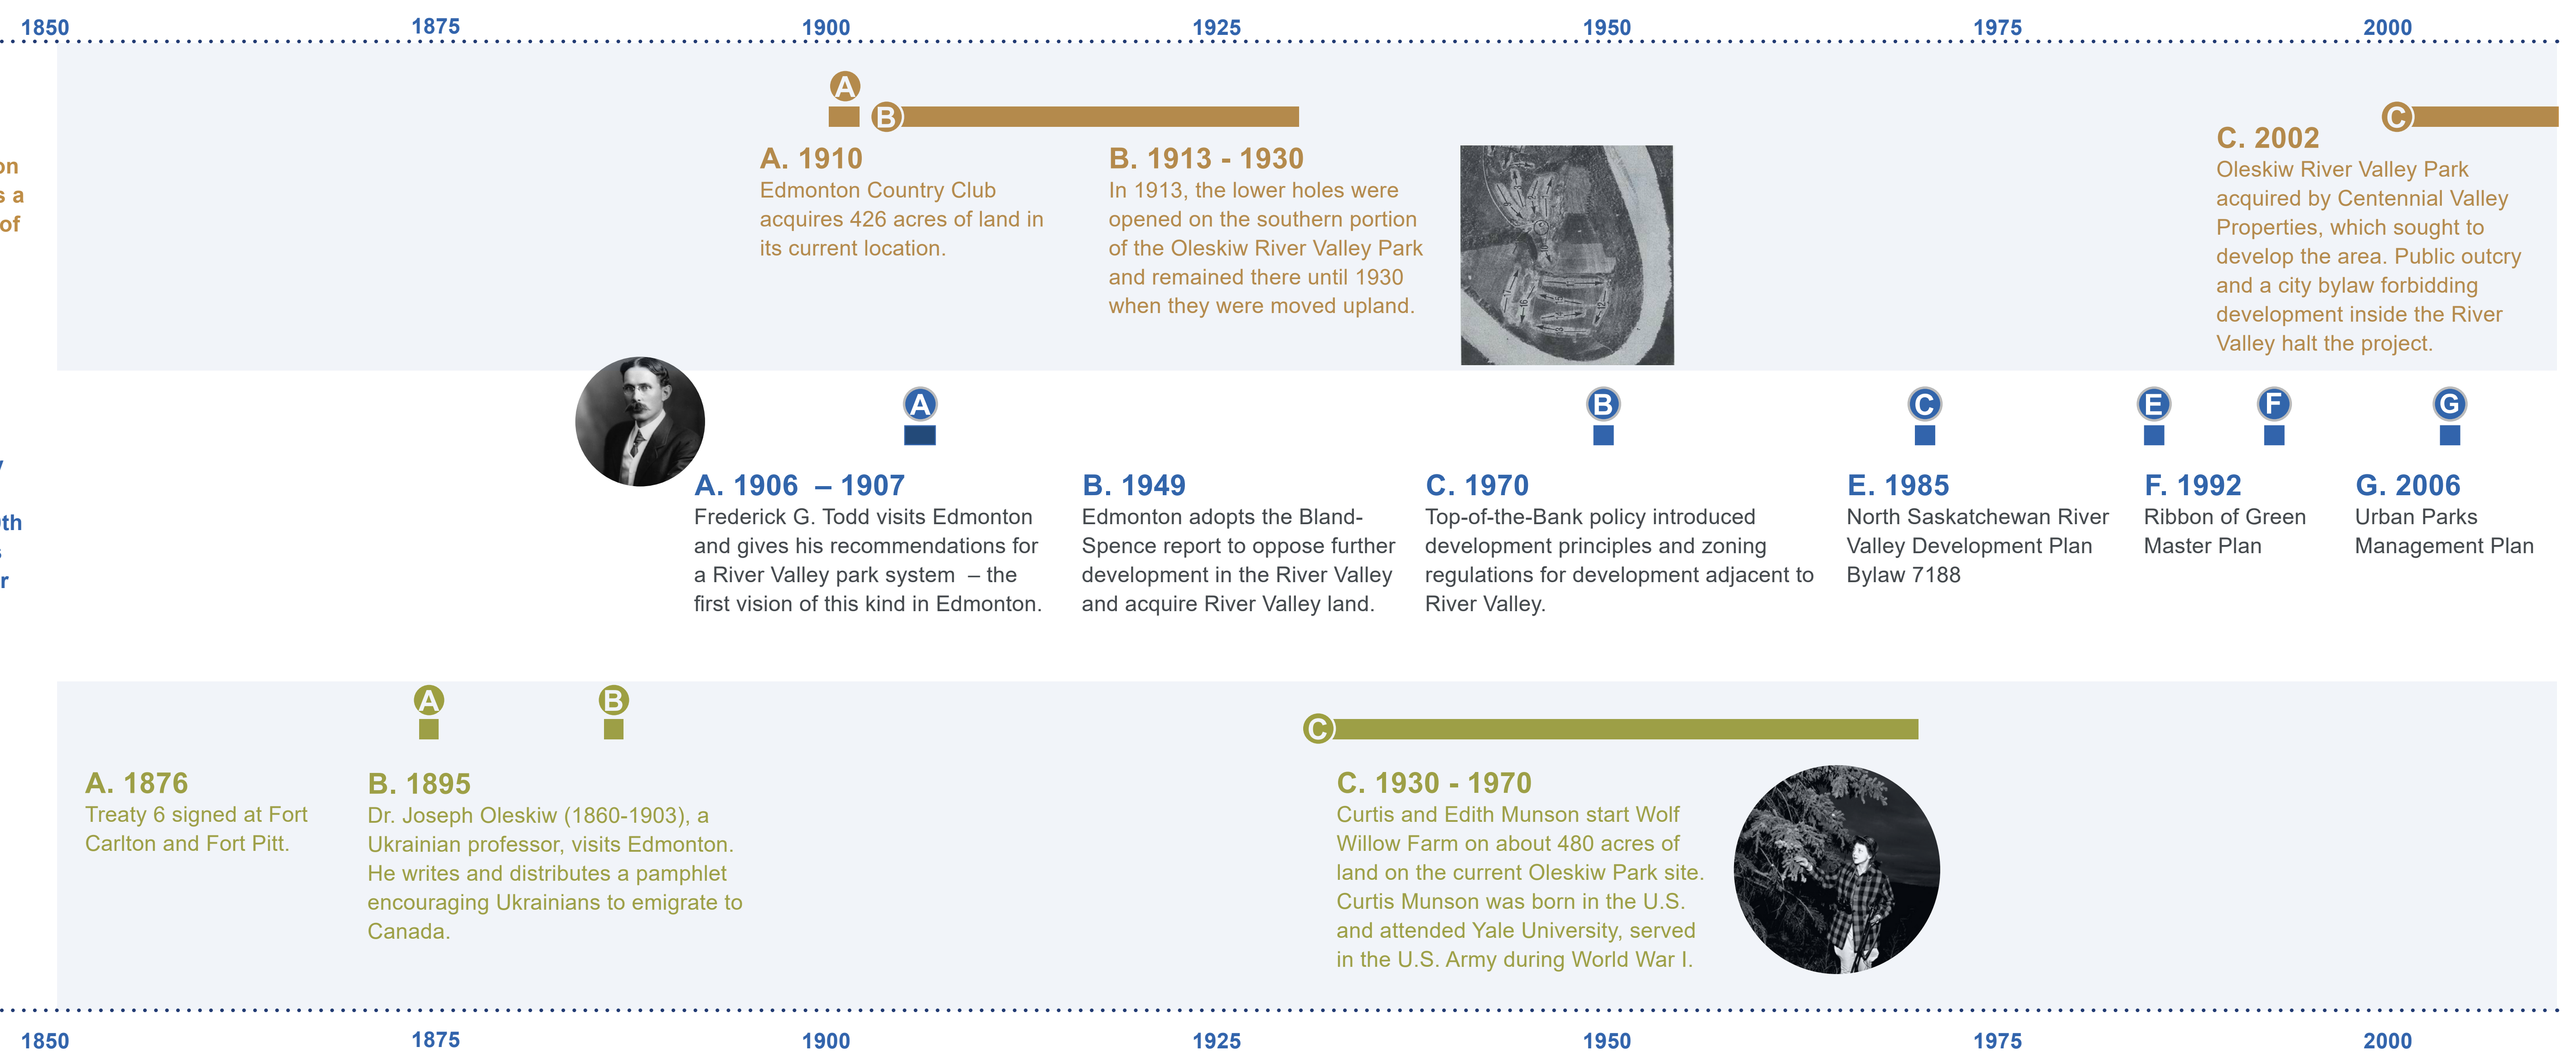 1850 1875 1900 1925 1950 1975 2000
A
B
C
on
s a
of
A. 1910
Edmonton Country Club
acquires 426 acres of land in
its current location.
B. 1913 - 1930
In 1913, the lower holes were
opened on the southern portion
of the Oleskiw River Valley Park
and remained there until 1930
when they were moved upland.
C. 2002
Oleskiw River Valley Park
acquired by Centennial Valley
Properties, which sought to
develop the area. Public outcry
and a city bylaw forbidding
development inside the River
Valley halt the project.
A B C E F G
y
0th
s
r
A. 1906 – 1907
Frederick G. Todd visits Edmonton
and gives his recommendations for
a River Valley park system – the
first vision of this kind in Edmonton.
B. 1949
Edmonton adopts the Bland-
Spence report to oppose further
development in the River Valley
and acquire River Valley land.
C. 1970
Top-of-the-Bank policy introduced
development principles and zoning
regulations for development adjacent to
River Valley.
E. 1985
North Saskatchewan River
Valley Development Plan
Bylaw 7188
F. 1992
Ribbon of Green
Master Plan
G. 2006
Urban Parks
Management Plan
A B
C
A. 1876
Treaty 6 signed at Fort
Carlton and Fort Pitt.
B. 1895
Dr. Joseph Oleskiw (1860-1903), a
Ukrainian professor, visits Edmonton.
He writes and distributes a pamphlet
encouraging Ukrainians to emigrate to
Canada.
C. 1930 - 1970
Curtis and Edith Munson start Wolf
Willow Farm on about 480 acres of
land on the current Oleskiw Park site.
Curtis Munson was born in the U.S.
and attended Yale University, served
in the U.S. Army during World War I.
1850 1875 1900 1925 1950 1975 2000